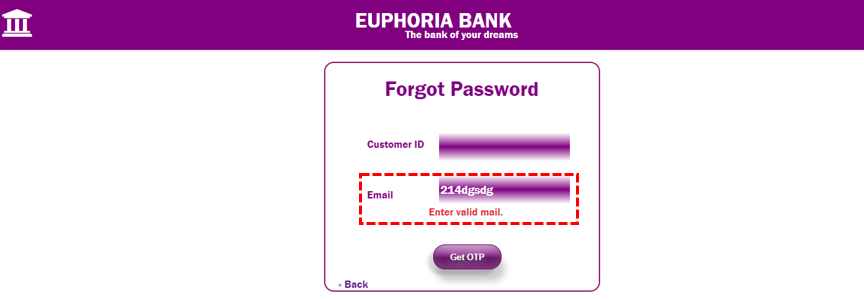 EUPHORIA BANK
The bank of your dreams
Forgot Password
Customer ID
Email 214dgsdg
Enter valid mail.
Get OTP
« Back